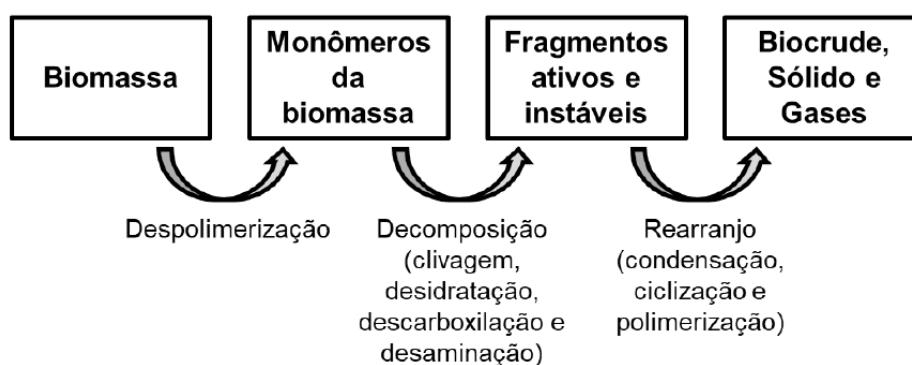 Biomassa
Monômeros
da
biomassa
Fragmentos
ativos e
instáveis
Biocrude,
Sólido e
Gases
Despolimerização
Decomposição
(clivagem,
desidratação,
descarboxilação e
desaminação)
Rearranjo
(condensação,
ciclização e
polimerização)